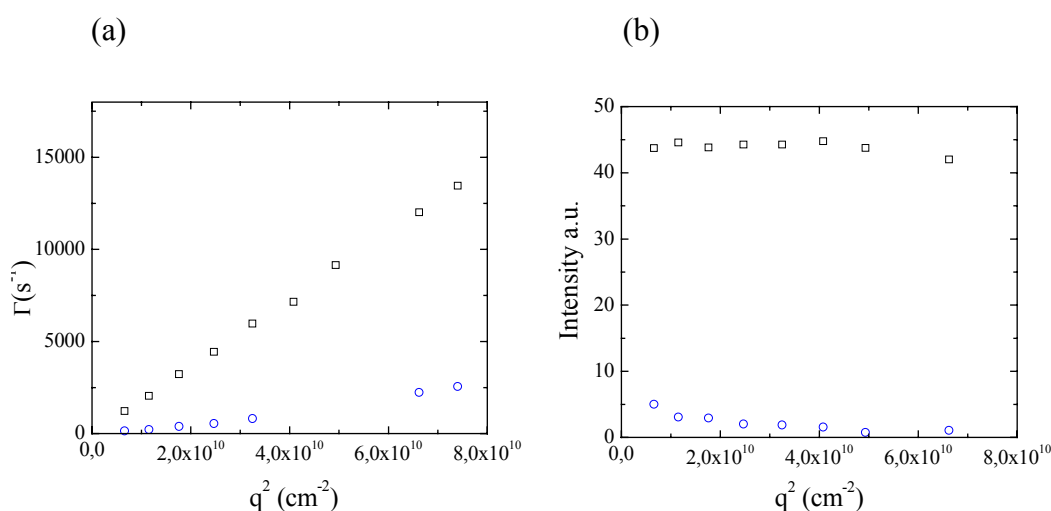 (a)
(b)
15000
10000
5000
0
Γ(s⁻¹)
0,0
2,0x10¹⁰
4,0x10¹⁰
6,0x10¹⁰
8,0x10¹⁰
q² (cm⁻²)
50
40
30
20
10
0
Intensity a.u.
0,0
2,0x10¹⁰
4,0x10¹⁰
6,0x10¹⁰
8,0x10¹⁰
q² (cm⁻²)